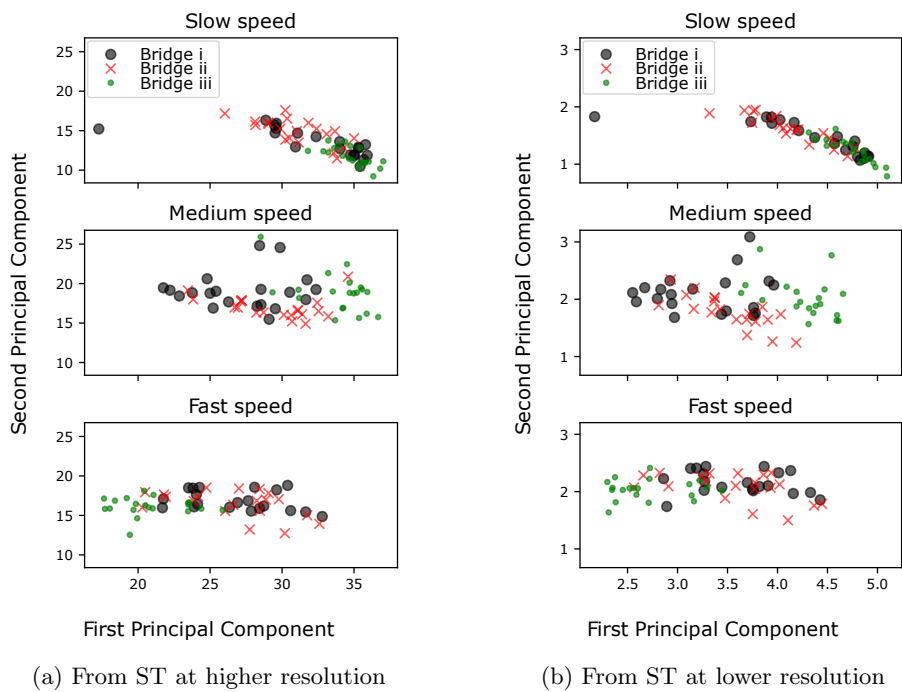 Slow speed
25
20
15
10
Bridge i
Bridge ii
Bridge iii
Medium speed
25
20
15
10
Fast speed
25
20
15
10
20 25 30 35
Second Principal Component
First Principal Component
(a) From ST at higher resolution
Slow speed
3
2
1
Bridge i
Bridge ii
Bridge iii
Medium speed
3
2
1
Fast speed
3
2
1
2.5 3.0 3.5 4.0 4.5 5.0
Second Principal Component
First Principal Component
(b) From ST at lower resolution